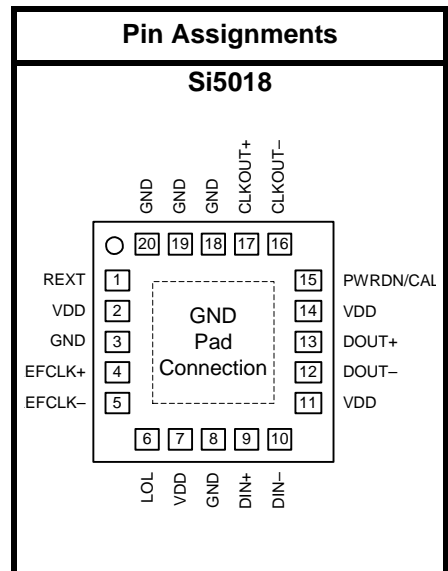 Pin Assignments
Si5018
GND
GND
GND
CLKOUT+
CLKOUT–
20
19
18
17
16
REXT
1
15
PWRDN/CAL
VDD
2
14
VDD
GND
3
13
DOUT+
EFCLK+
4
12
DOUT–
EFCLK–
5
11
VDD
GND
Pad
Connection
6
7
8
9
10
LOL
VDD
GND
DIN+
DIN–